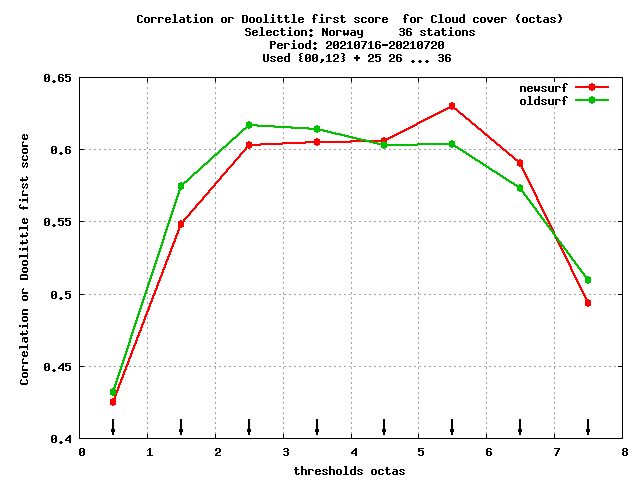 Correlation or Doolittle first score  for Cloud cover (octas)
Selection: Norway     36 stations
Period: 20210716-20210720
Used {00,12} + 25 26 ... 36
newsurf
oldsurf
Correlation or Doolittle first score
0.65
0.6
0.55
0.5
0.45
0.4
0 1 2 3 4 5 6 7 8
thresholds octas